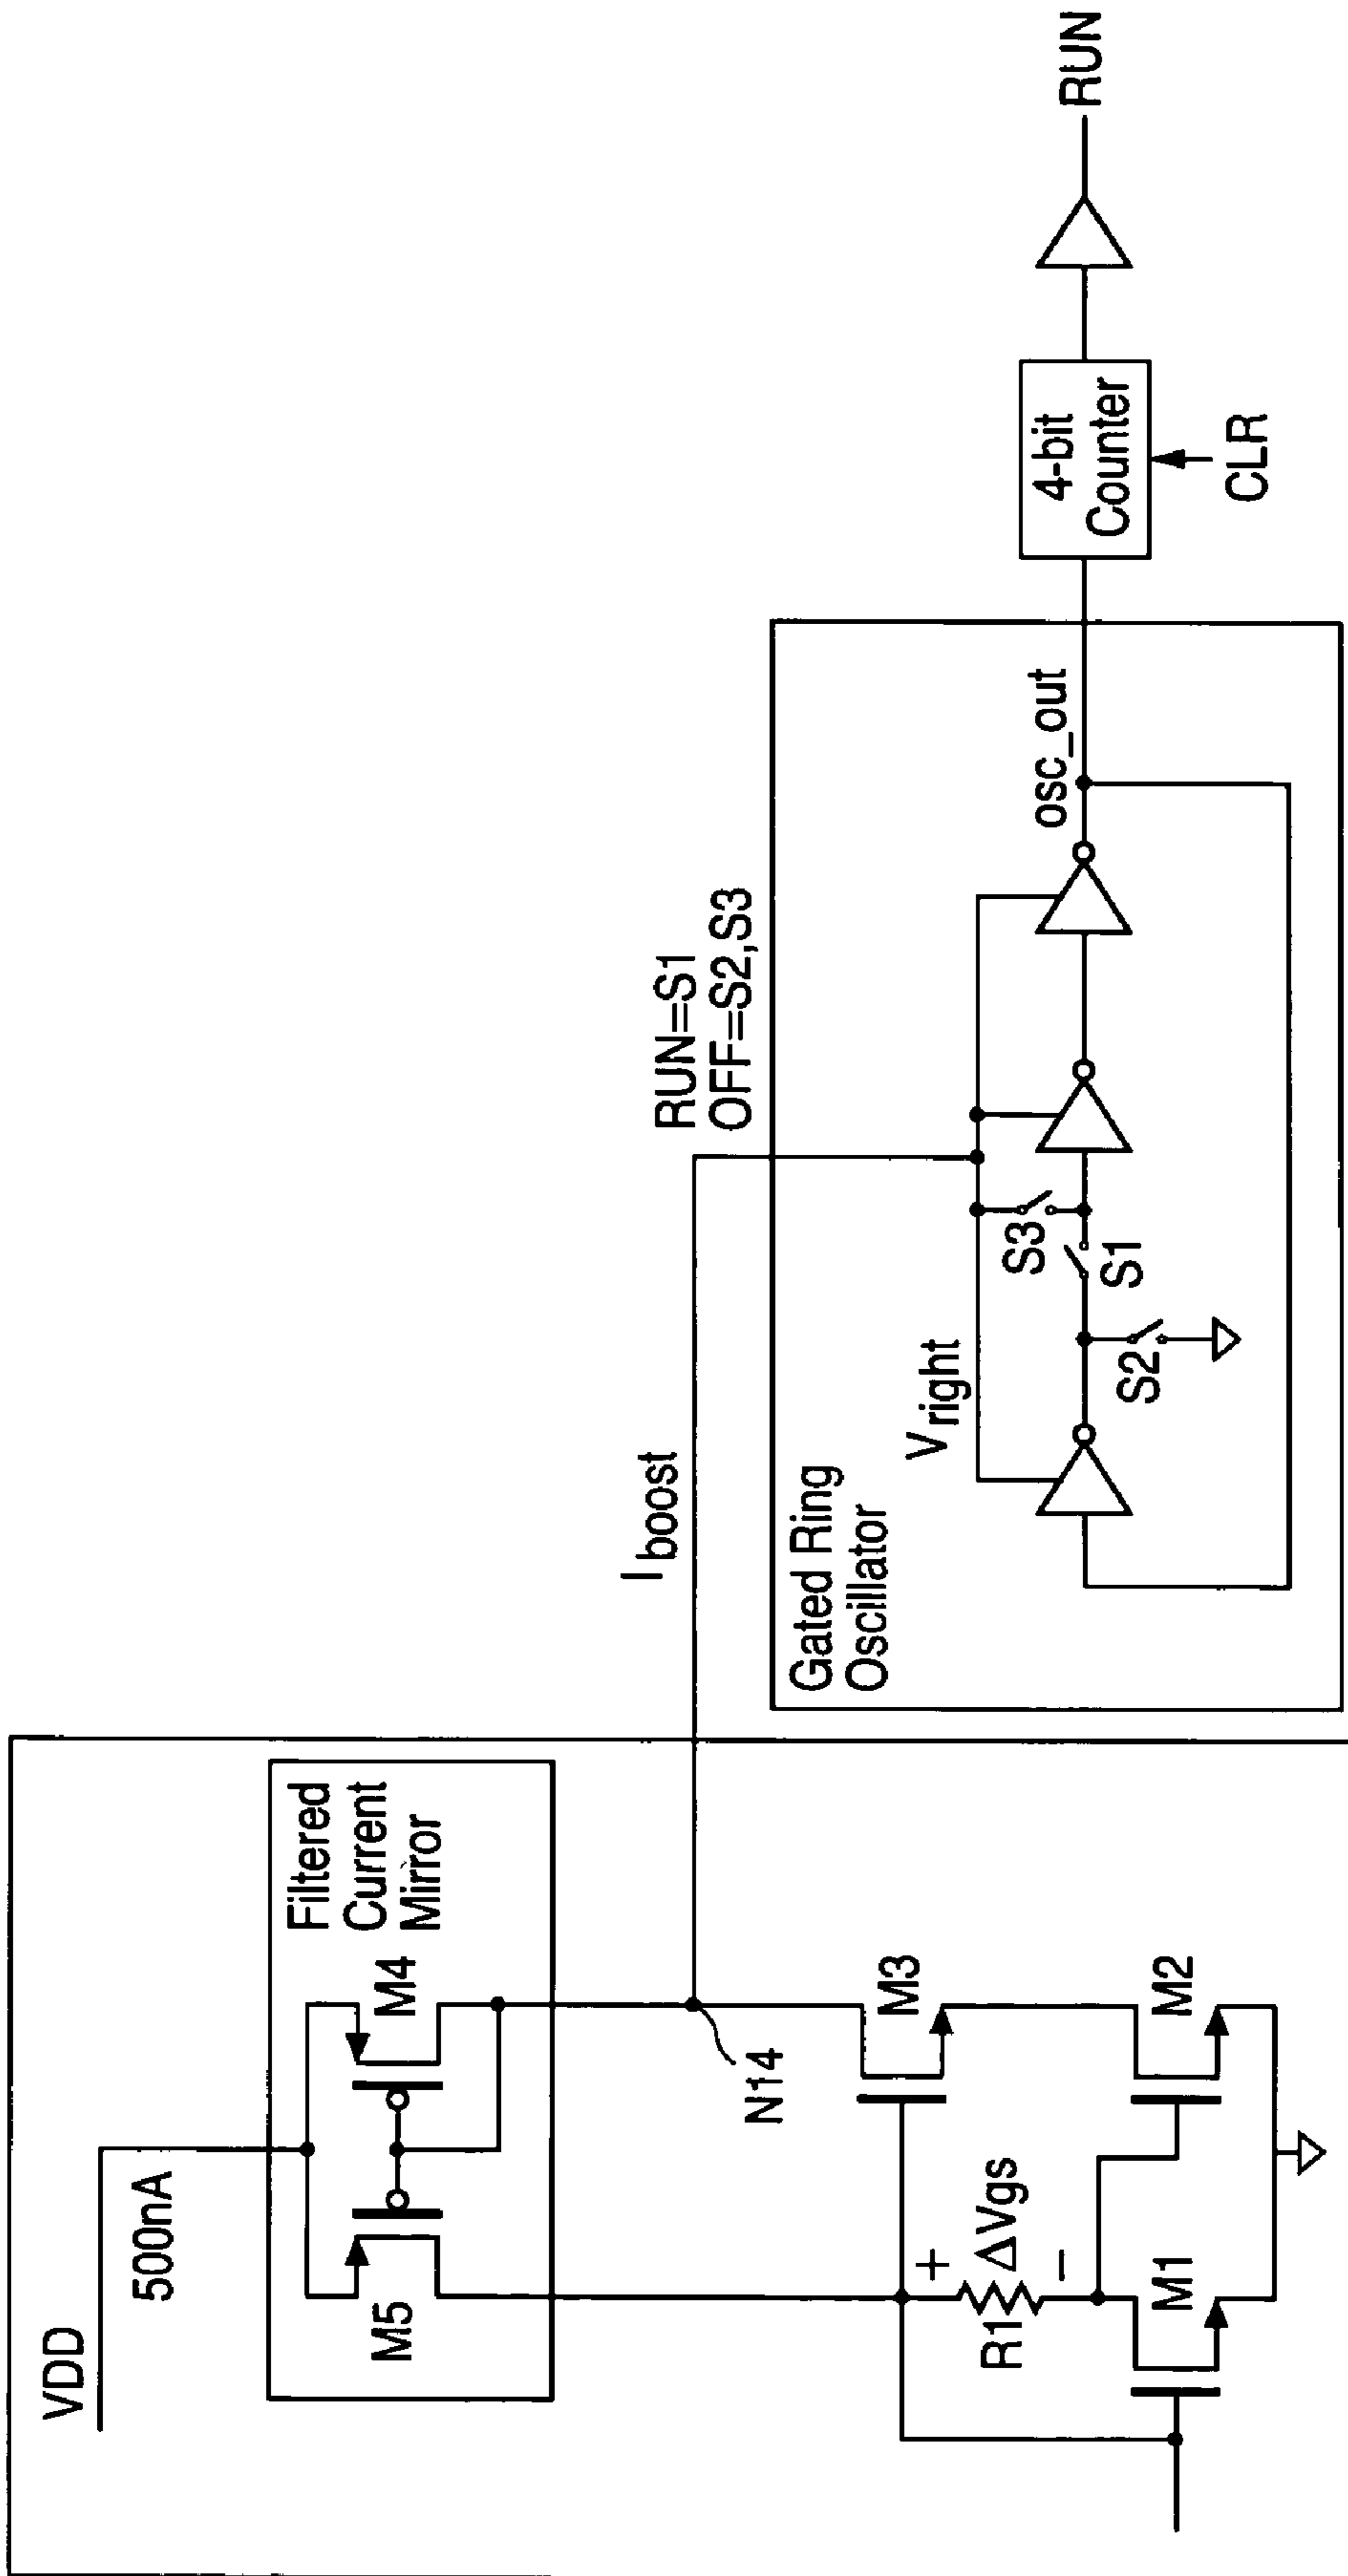 VDD
500nA
Filtered
Current
Mirror
M5
M4
N14
I boost
M3
+
R1
ΔVgs
−
M1
M2
RUN=S1
OFF=S2,S3
Gated Ring
Oscillator
V right
S3
S1
S2
osc_out
4-bit
Counter
CLR
RUN